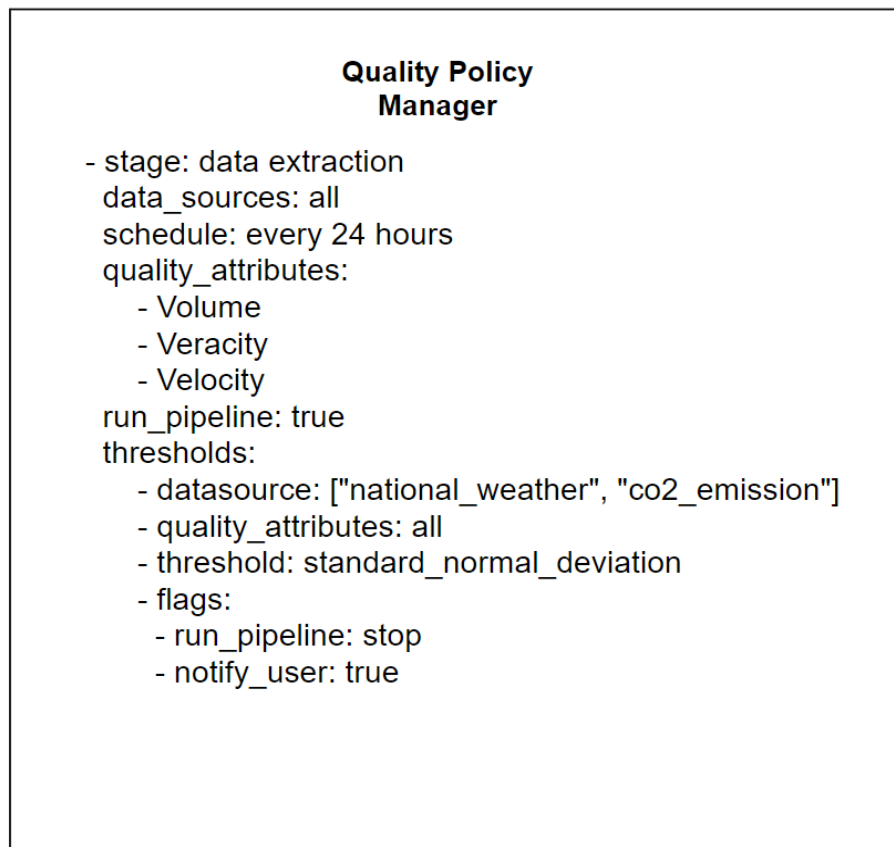 Quality Policy
Manager
- stage: data extraction
data_sources: all
schedule: every 24 hours
quality_attributes:
- Volume
- Veracity
- Velocity
run_pipeline: true
thresholds:
- datasource: ["national_weather", "co2_emission"]
- quality_attributes: all
- threshold: standard_normal_deviation
- flags:
- run_pipeline: stop
- notify_user: true